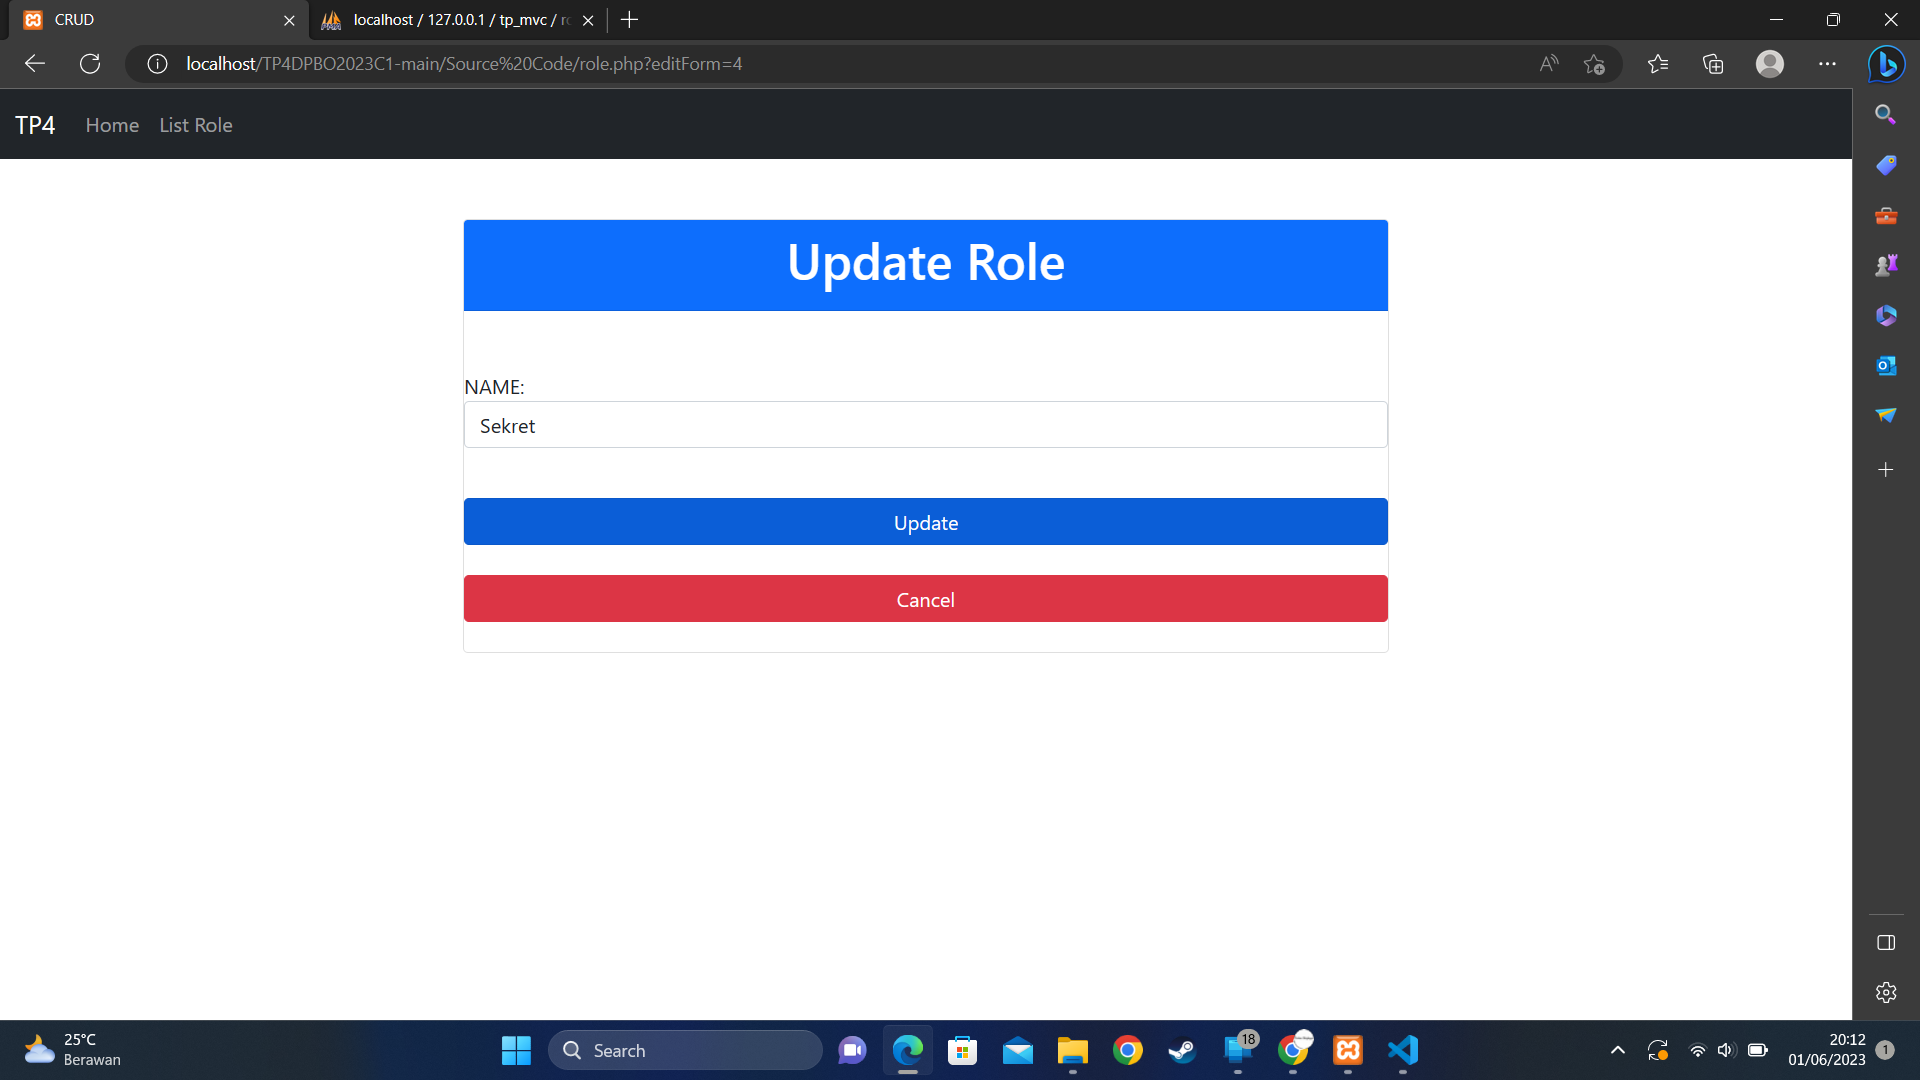 CRUD
localhost / 127.0.0.1 / tp_mvc /
localhost/TP4DPBO2023C1-main/Source%20Code/role.php?editForm=4
TP4 Home List Role
Update Role
NAME:
Sekret
Update
Cancel
25°C
Berawan
Search
18
20:12
01/06/2023
1